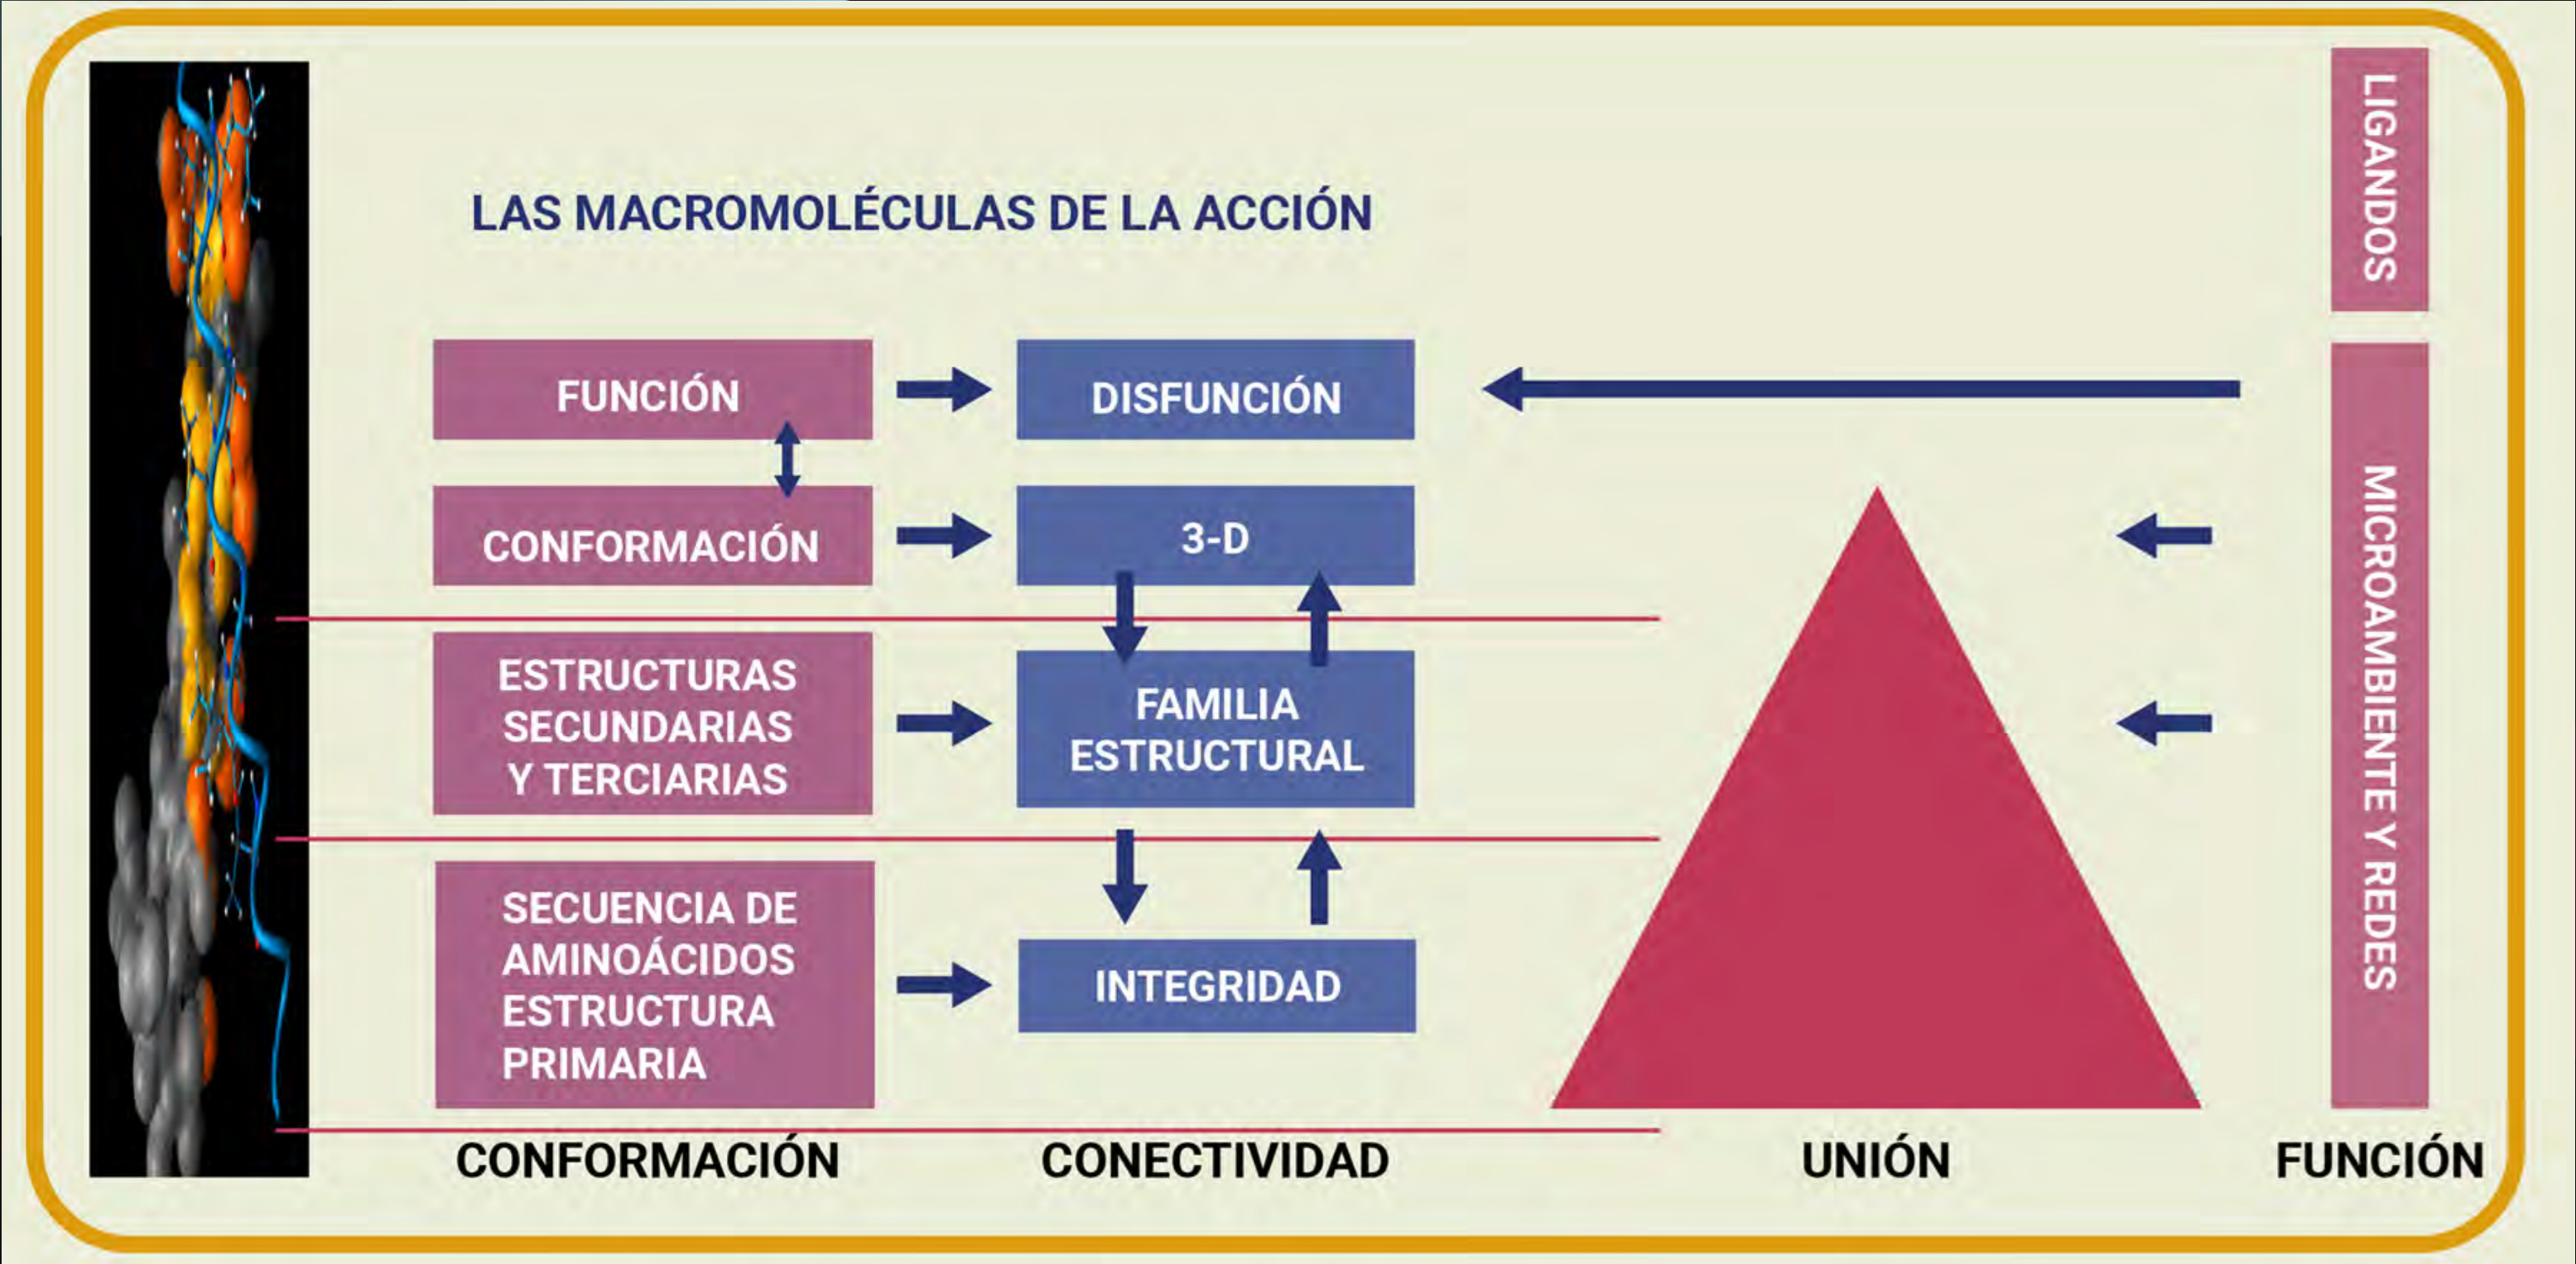 LAS MACROMOLÉCULAS DE LA ACCIÓN
FUNCIÓN
DISFUNCIÓN
CONFORMACIÓN
3-D
ESTRUCTURAS
SECUNDARIAS
Y TERCIARIAS
FAMILIA
ESTRUCTURAL
SECUENCIA DE
AMINOÁCIDOS
ESTRUCTURA
PRIMARIA
INTEGRIDAD
LIGANDOS
MICROAMBIENTE Y REDES
CONFORMACIÓN
CONECTIVIDAD
UNIÓN
FUNCIÓN